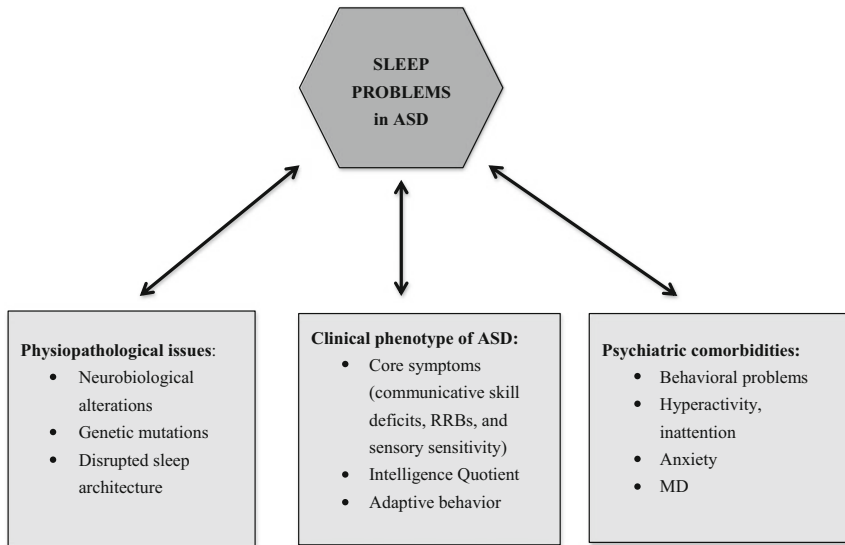 SLEEP
PROBLEMS
in ASD
Physiopathological issues:
• Neurobiological
alterations
• Genetic mutations
• Disrupted sleep
architecture
Clinical phenotype of ASD:
• Core symptoms
(communicative skill
deficits, RRBs, and
sensory sensitivity)
• Intelligence Quotient
• Adaptive behavior
Psychiatric comorbidities:
• Behavioral problems
• Hyperactivity,
inattention
• Anxiety
• MD